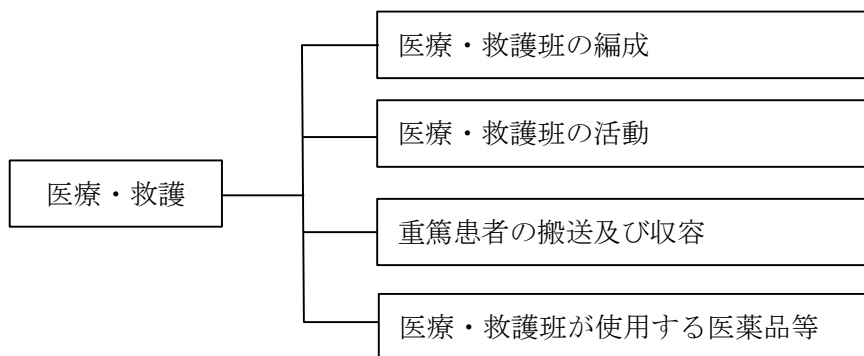 医療・救護班の編成
医療・救護班の活動
医療・救護
重篤患者の搬送及び収容
医療・救護班が使用する医薬品等